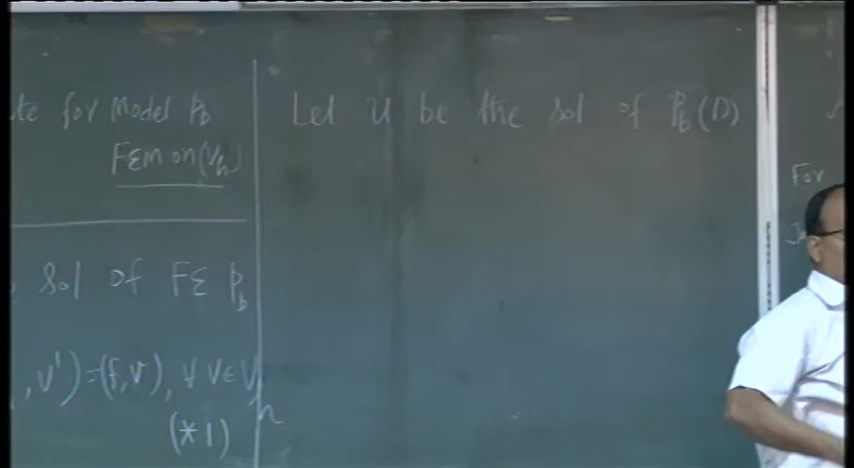 te for Model Pb
FEM on (Vh)
sol of FE Pb
, v') = (f, v), ∀ v ∈ Vh
(*1)
Let u be the sol of Pb (D)
For